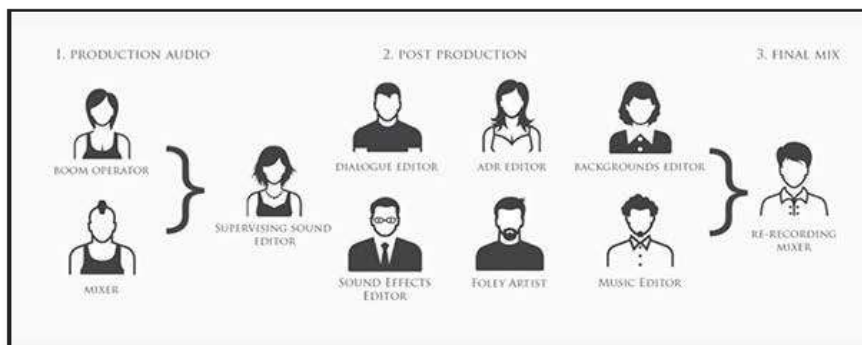 1. PRODUCTION AUDIO
2. POST PRODUCTION
3. FINAL MIX
BOOM OPERATOR
MIXER
SUPERVISING SOUND
EDITOR
DIALOGUE EDITOR
ADR EDITOR
BACKGROUNDS EDITOR
SOUND EFFECTS
EDITOR
FOLEY ARTIST
MUSIC EDITOR
RE-RECORDING
MIXER